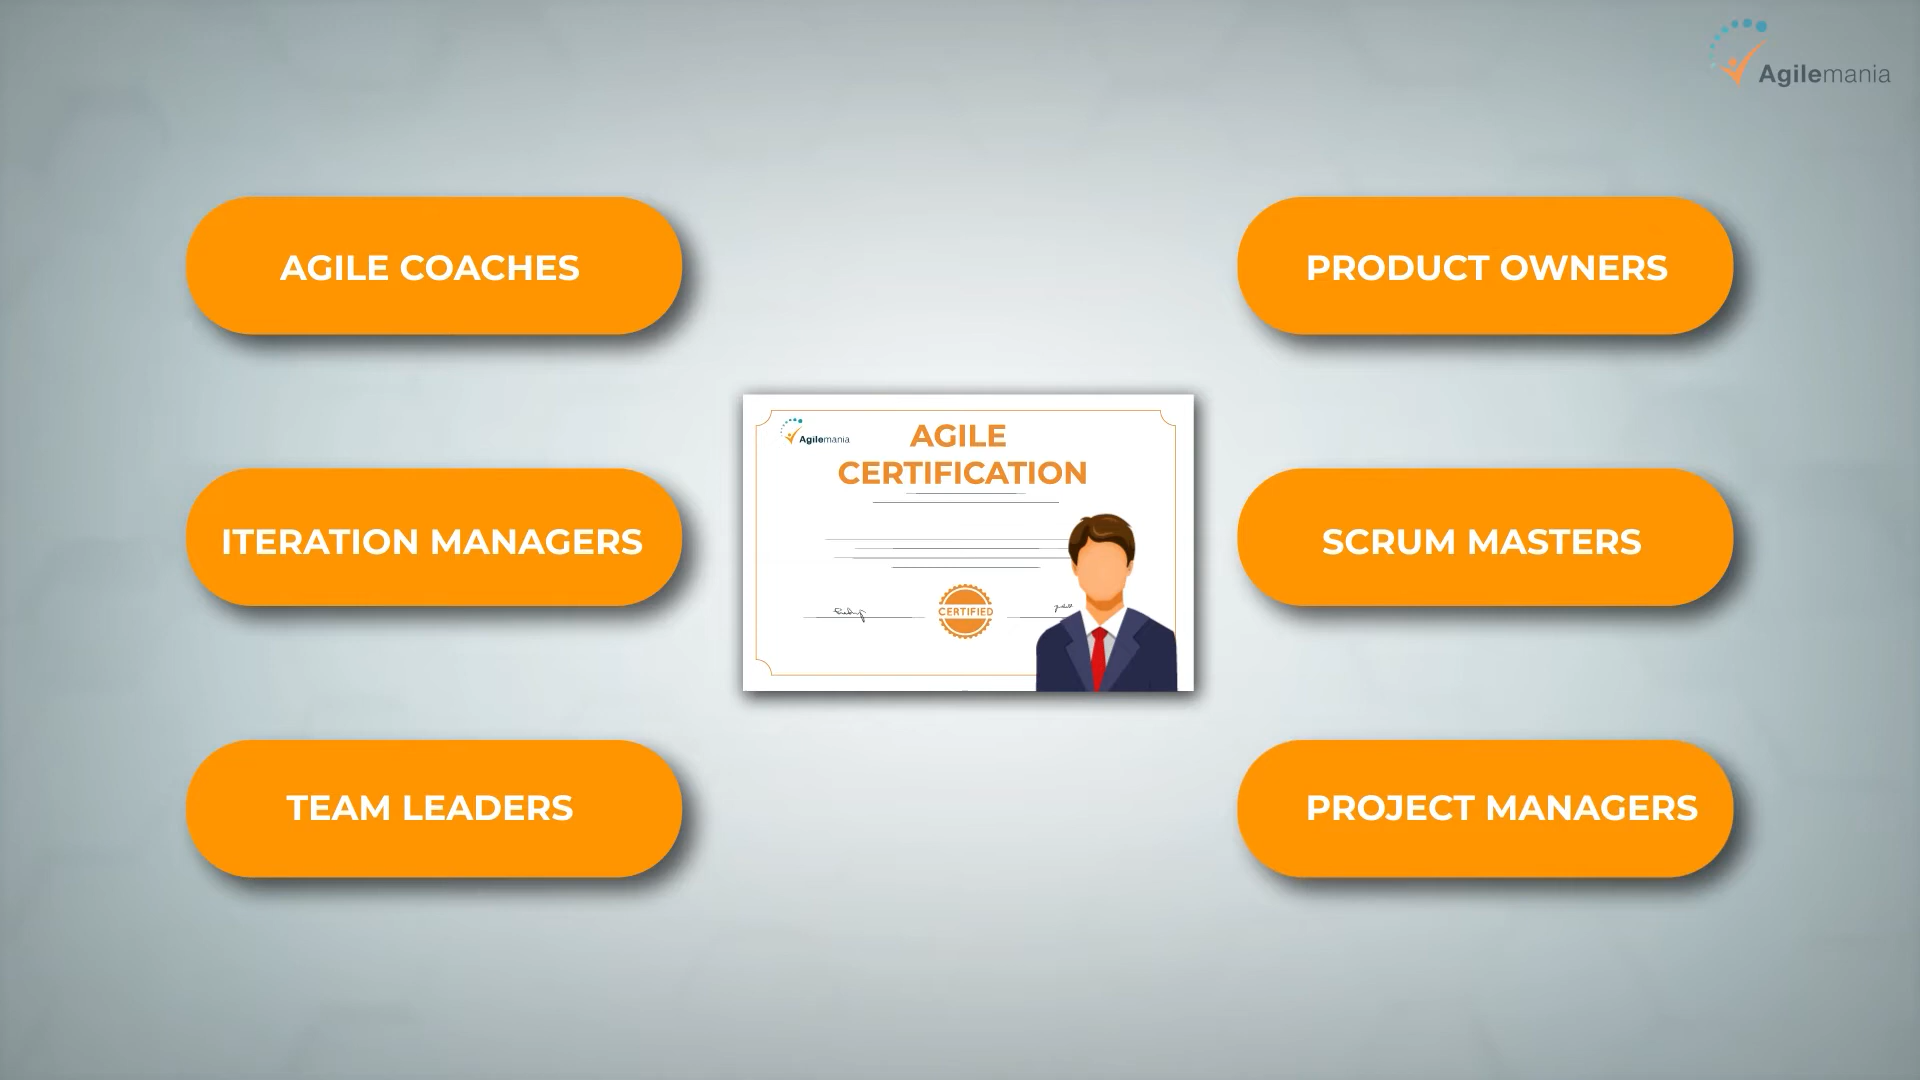 Agilemania
AGILE COACHES
PRODUCT OWNERS
Agilemania
AGILE
CERTIFICATION
ITERATION MANAGERS
SCRUM MASTERS
CERTIFIED
TEAM LEADERS
PROJECT MANAGERS